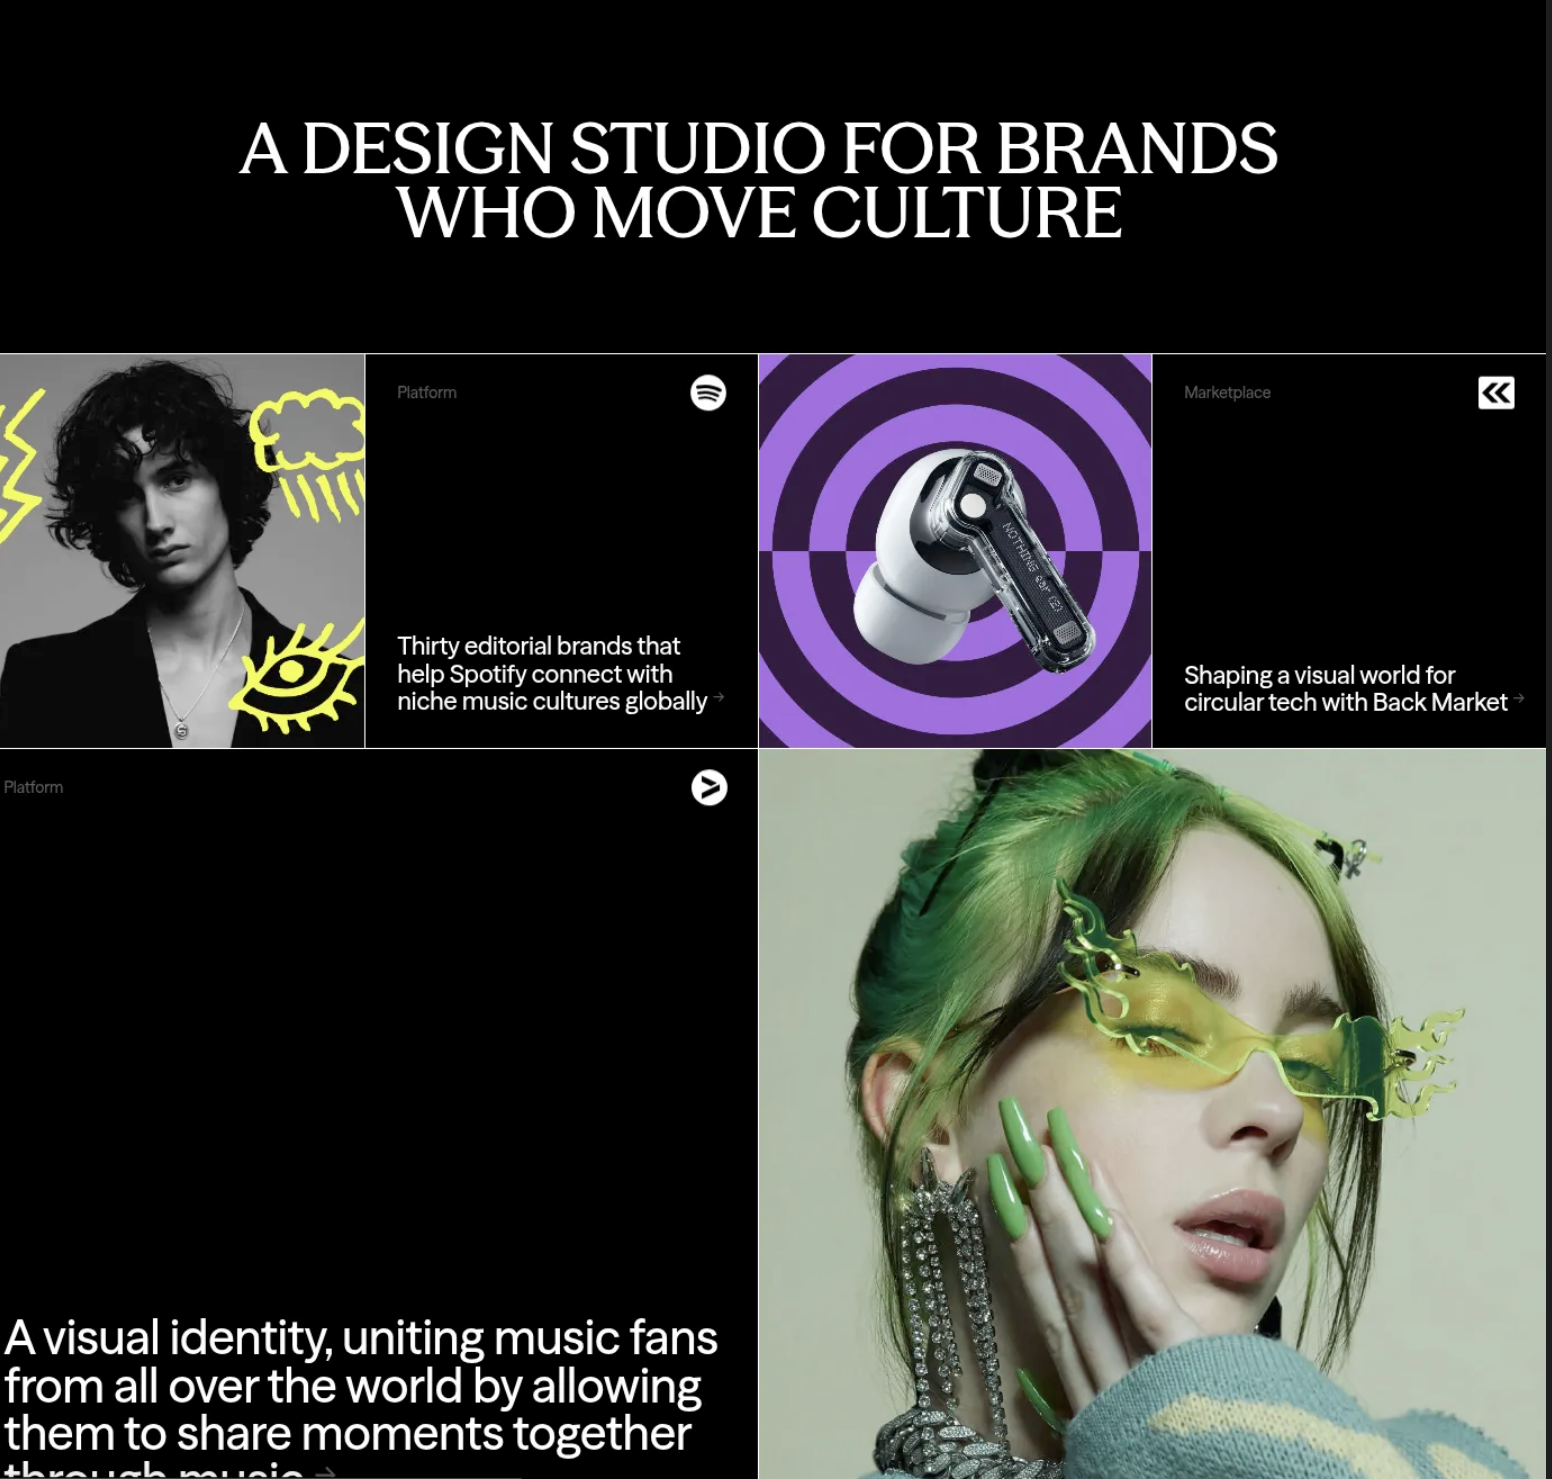 A DESIGN STUDIO FOR BRANDS
WHO MOVE CULTURE
Platform
Thirty editorial brands that
help Spotify connect with
niche music cultures globally →
NOTHING ear (2)
Marketplace
Shaping a visual world for
circular tech with Back Market →
Platform
A visual identity, uniting music fans
from all over the world by allowing
them to share moments together
through music →